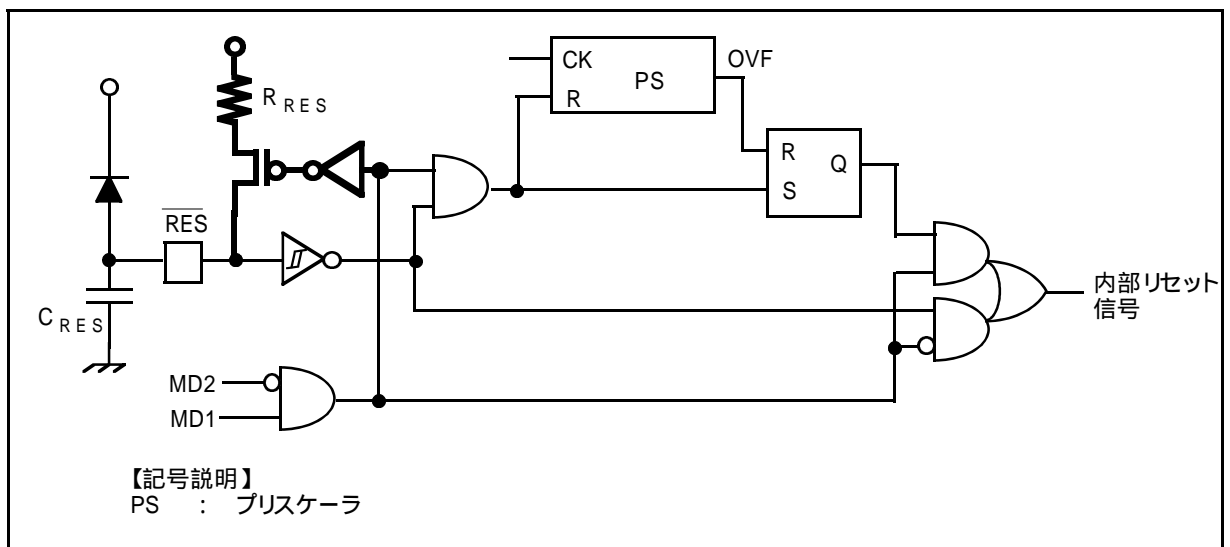 CK
R
PS
OVF
R RES
R
S
Q
RES
C RES
内部リセット
信号
MD2
MD1
【記号説明】
PS : プリスケーラ